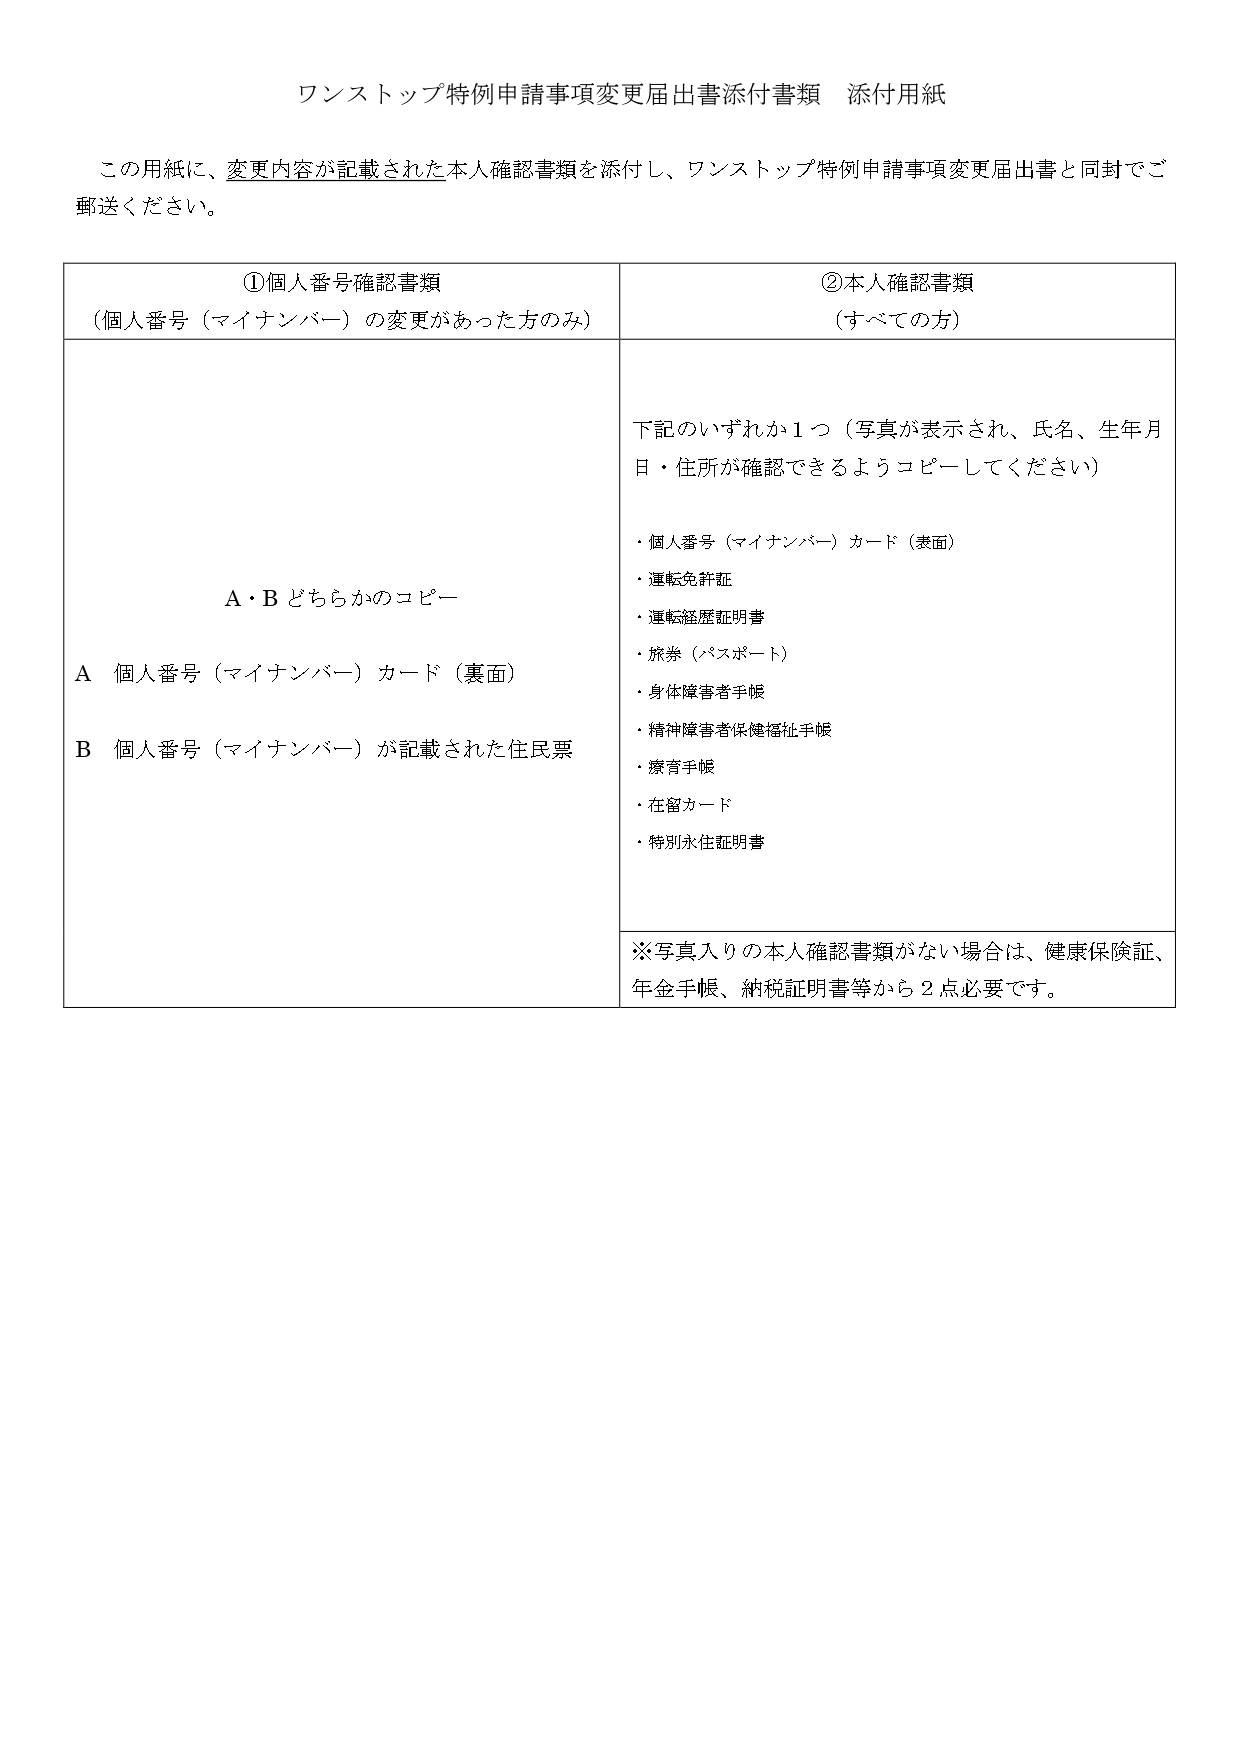 ワンストップ特例申請事項変更届出書添付書類　添付用紙
この用紙に、変更内容が記載された本人確認書類を添付し、ワンストップ特例申請事項変更届出書と同封でご
郵送ください。
①個人番号確認書類
（個人番号（マイナンバー）の変更があった方のみ）
A・B どちらかのコピー
A　個人番号（マイナンバー）カード（裏面）
B　個人番号（マイナンバー）が記載された住民票
②本人確認書類
（すべての方）
下記のいずれか１つ（写真が表示され、氏名、生年月
日・住所が確認できるようコピーしてください）
・個人番号（マイナンバー）カード（表面）
・運転免許証
・運転経歴証明書
・旅券（パスポート）
・身体障害者手帳
・精神障害者保健福祉手帳
・療育手帳
・在留カード
・特別永住証明書
※写真入りの本人確認書類がない場合は、健康保険証、
年金手帳、納税証明書等から２点必要です。